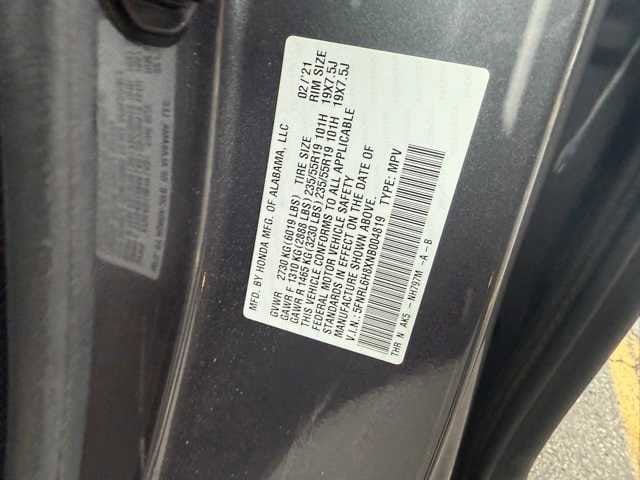 MFD. BY HONDA MFG. OF ALABAMA, LLC 02/'21
GVWR 2730 KG(6019 LBS) TIRE SIZE RIM SIZE
GAWR F 1310 KG(2888 LBS) 235/55R19 101H 19X7.5J
GAWR R 1465 KG(3230 LBS) 235/55R19 101H 19X7.5J
THIS VEHICLE CONFORMS TO ALL APPLICABLE
FEDERAL MOTOR VEHICLE SAFETY
STANDARDS IN EFFECT ON THE DATE OF
MANUFACTURE SHOWN ABOVE.
V.I.N.: 5FNRL6H8XNB004819 TYPE: MPV
THR N AK5 - NH797M -A - B